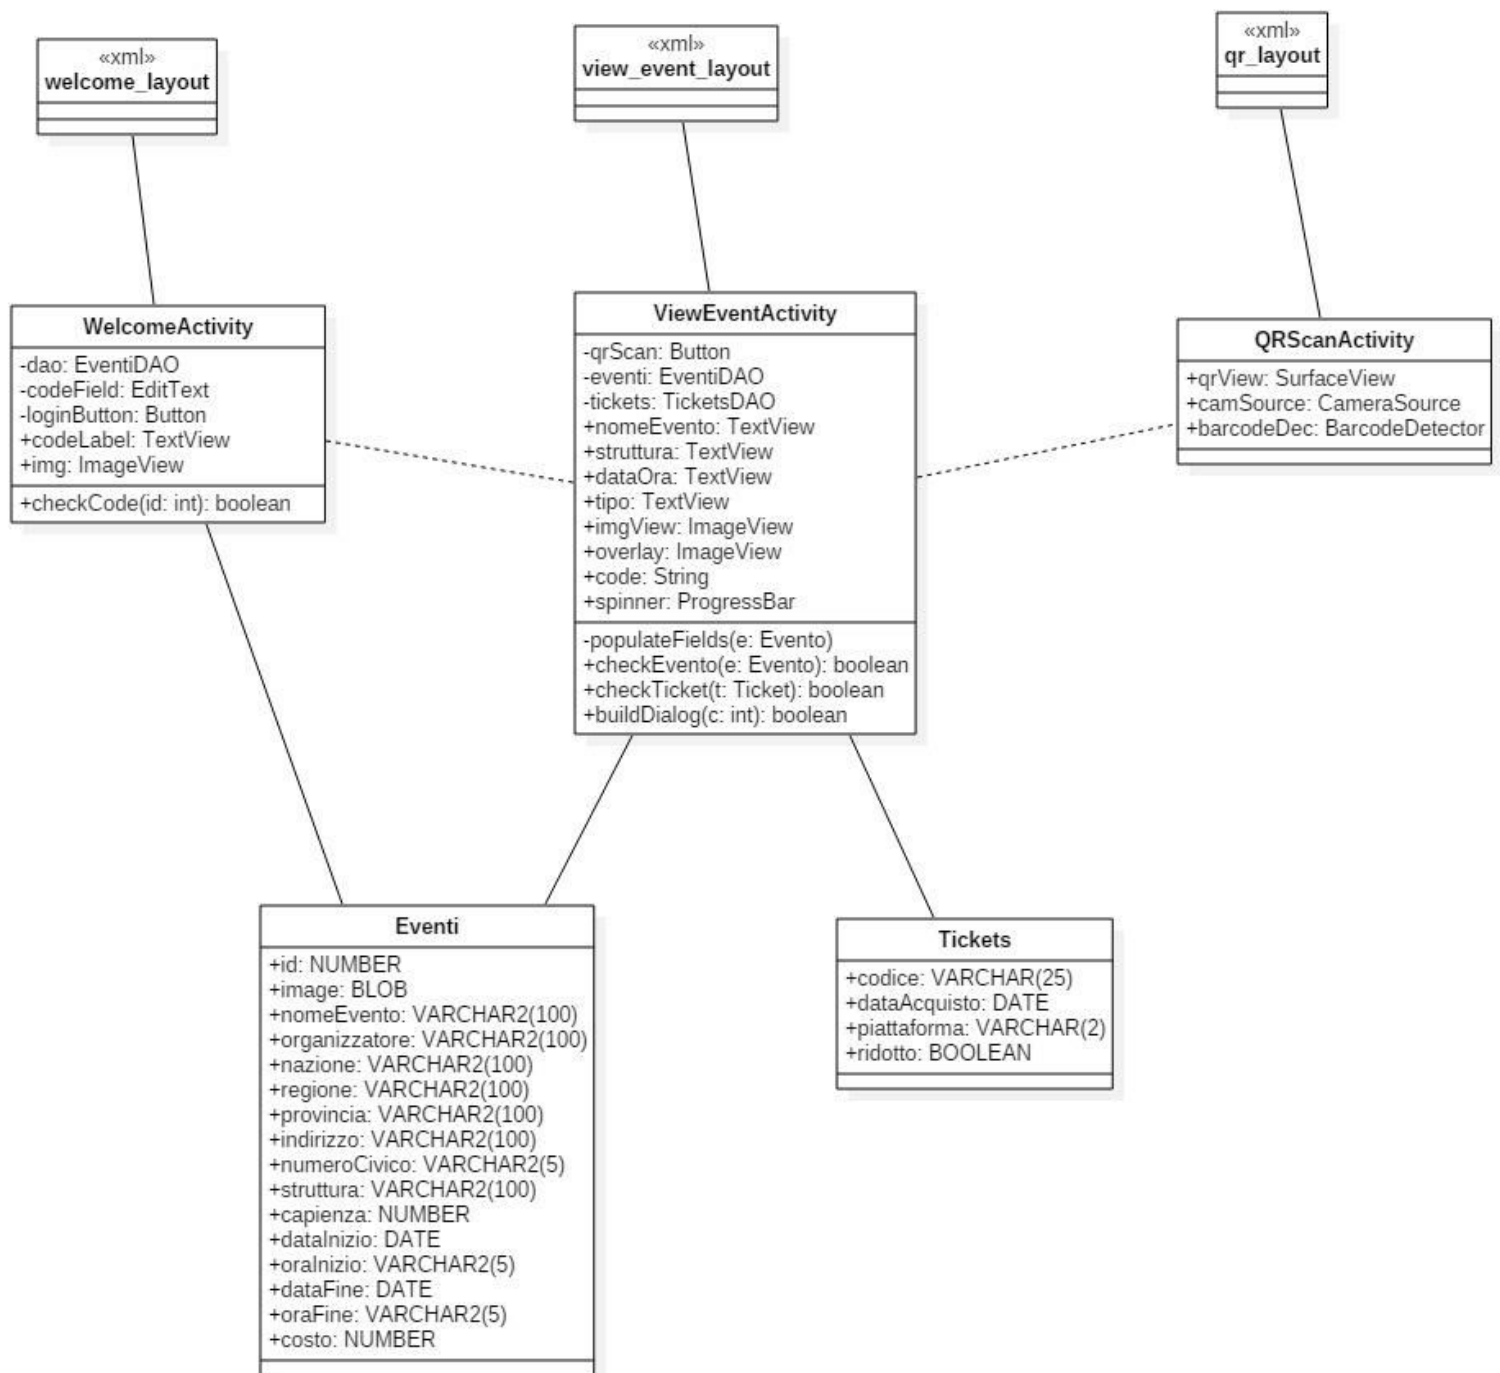 «xml»
welcome_layout
«xml»
view_event_layout
«xml»
qr_layout
WelcomeActivity
-dao: EventiDAO
-codeField: EditText
-loginButton: Button
+codeLabel: TextView
+img: ImageView
+checkCode(id: int): boolean
ViewEventActivity
-qrScan: Button
-eventi: EventiDAO
-tickets: TicketsDAO
+nomeEvento: TextView
+struttura: TextView
+dataOra: TextView
+tipo: TextView
+imgView: ImageView
+overlay: ImageView
+code: String
+spinner: ProgressBar
-populateFields(e: Evento)
+checkEvento(e: Evento): boolean
+checkTicket(t: Ticket): boolean
+buildDialog(c: int): boolean
QRScanActivity
+qrView: SurfaceView
+camSource: CameraSource
+barcodeDec: BarcodeDetector
Eventi
+id: NUMBER
+image: BLOB
+nomeEvento: VARCHAR2(100)
+organizzatore: VARCHAR2(100)
+nazione: VARCHAR2(100)
+regione: VARCHAR2(100)
+provincia: VARCHAR2(100)
+indirizzo: VARCHAR2(100)
+numeroCivico: VARCHAR2(5)
+struttura: VARCHAR2(100)
+capienza: NUMBER
+dataInizio: DATE
+oraInizio: VARCHAR2(5)
+dataFine: DATE
+oraFine: VARCHAR2(5)
+costo: NUMBER
Tickets
+codice: VARCHAR(25)
+dataAcquisto: DATE
+piattaforma: VARCHAR(2)
+ridotto: BOOLEAN